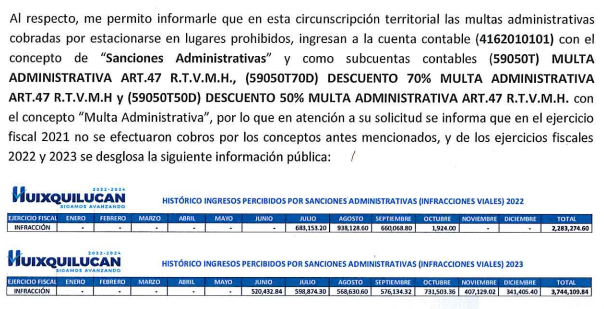 Al respecto, me permito informarle que en esta circunscripción territorial las multas administrativas
cobradas por estacionarse en lugares prohibidos, ingresan a la cuenta contable (4162010101) con el
concepto de “Sanciones Administrativas” y como subcuentas contables (59050T) MULTA
ADMINISTRATIVA ART.47 R.T.V.M.H., (59050T70D) DESCUENTO 70% MULTA ADMINISTRATIVA
ART.47 R.T.V.M.H y (59050T50D) DESCUENTO 50% MULTA ADMINISTRATIVA ART.47 R.T.V.M.H. con
el concepto “Multa Administrativa”, por lo que en atención a su solicitud se informa que en el ejercicio
fiscal 2021 no se efectuaron cobros por los conceptos antes mencionados, y de los ejercicios fiscales
2022 y 2023 se desglosa la siguiente información pública: /
2022-2024
HUIXQUILUCAN HISTÓRICO INGRESOS PERCIBIDOS POR SANCIONES ADMINISTRATIVAS (INFRACCIONES VIALES) 2022
SIGAMOS AVANZANDO
EJERCICIO FISCAL ENERO FEBRERO MARZO ABRIL MAYO JUNIO JULIO AGOSTO SEPTIEMBRE OCTUBRE NOVIEMBRE DICIEMBRE TOTAL
INFRACCIÓN - - - - - - 683,153.20 938,128.60 660,068.80 1,924.00 - - 2,283,274.60
2022-2024
HUIXQUILUCAN HISTÓRICO INGRESOS PERCIBIDOS POR SANCIONES ADMINISTRATIVAS (INFRACCIONES VIALES) 2023
SIGAMOS AVANZANDO
EJERCICIO FISCAL ENERO FEBRERO MARZO ABRIL MAYO JUNIO JULIO AGOSTO SEPTIEMBRE OCTUBRE NOVIEMBRE DICIEMBRE TOTAL
INFRACCIÓN - - - - - 520,432.84 598,874.30 568,630.60 576,134.32 731,503.36 407,129.02 341,405.40 3,744,109.84